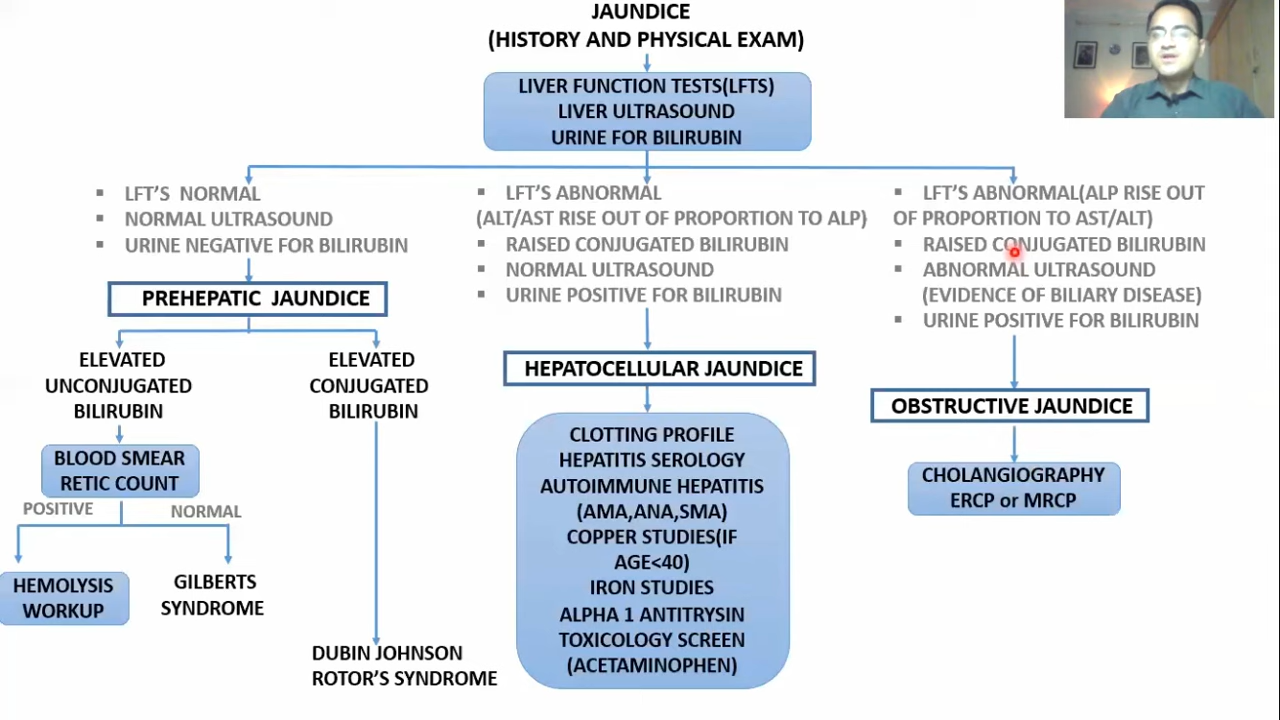 JAUNDICE
(HISTORY AND PHYSICAL EXAM)
LIVER FUNCTION TESTS(LFTS)
LIVER ULTRASOUND
URINE FOR BILIRUBIN
▪ LFT'S NORMAL
▪ NORMAL ULTRASOUND
▪ URINE NEGATIVE FOR BILIRUBIN
PREHEPATIC JAUNDICE
ELEVATED
UNCONJUGATED
BILIRUBIN
BLOOD SMEAR
RETIC COUNT
POSITIVE
NORMAL
HEMOLYSIS
WORKUP
GILBERTS
SYNDROME
ELEVATED
CONJUGATED
BILIRUBIN
DUBIN JOHNSON
ROTOR'S SYNDROME
▪ LFT'S ABNORMAL
(ALT/AST RISE OUT OF PROPORTION TO ALP)
▪ RAISED CONJUGATED BILIRUBIN
▪ NORMAL ULTRASOUND
▪ URINE POSITIVE FOR BILIRUBIN
HEPATOCELLULAR JAUNDICE
CLOTTING PROFILE
HEPATITIS SEROLOGY
AUTOIMMUNE HEPATITIS
(AMA,ANA,SMA)
COPPER STUDIES(IF
AGE<40)
IRON STUDIES
ALPHA 1 ANTITRYSIN
TOXICOLOGY SCREEN
(ACETAMINOPHEN)
▪ LFT'S ABNORMAL(ALP RISE OUT
OF PROPORTION TO AST/ALT)
▪ RAISED CONJUGATED BILIRUBIN
▪ ABNORMAL ULTRASOUND
(EVIDENCE OF BILIARY DISEASE)
▪ URINE POSITIVE FOR BILIRUBIN
OBSTRUCTIVE JAUNDICE
CHOLANGIOGRAPHY
ERCP or MRCP